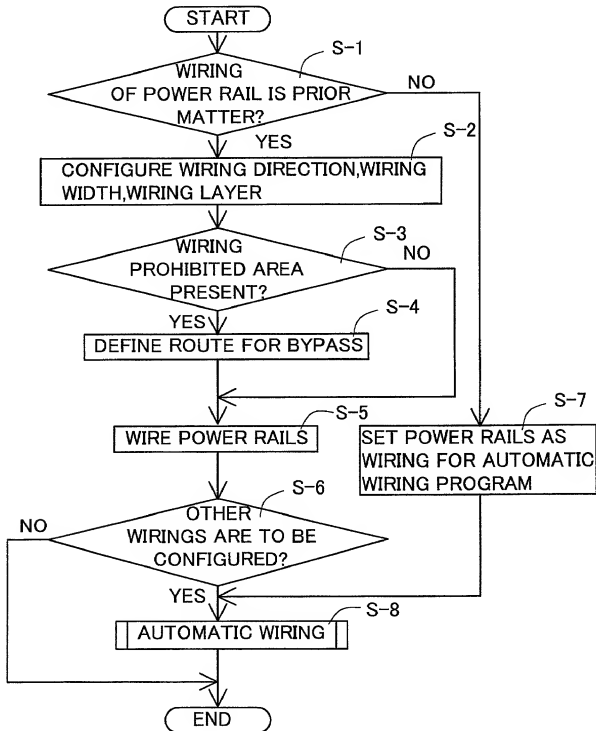 START
S-1
WIRING
OF POWER RAIL IS PRIOR
MATTER?
NO
YES
S-2
CONFIGURE WIRING DIRECTION,WIRING
WIDTH,WIRING LAYER
S-3
WIRING
PROHIBITED AREA
PRESENT?
NO
YES
S-4
DEFINE ROUTE FOR BYPASS
S-5
WIRE POWER RAILS
S-7
SET POWER RAILS AS
WIRING FOR AUTOMATIC
WIRING PROGRAM
S-6
OTHER
WIRINGS ARE TO BE
CONFIGURED?
NO
YES
S-8
AUTOMATIC WIRING
END